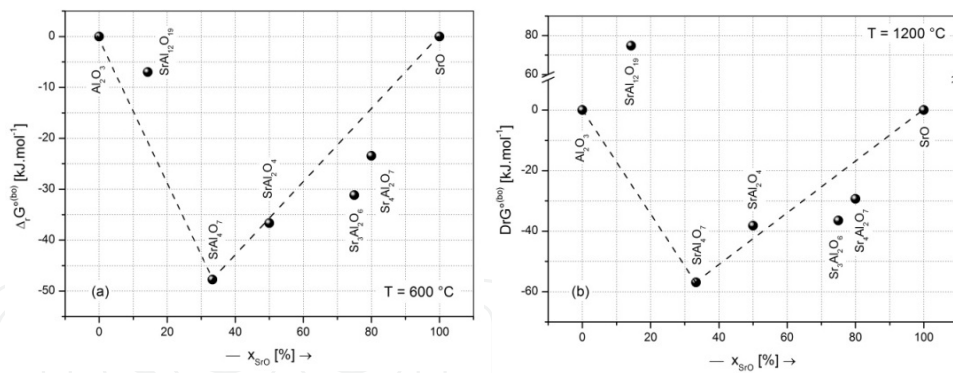 0
-10
-20
-30
-40
-50
ΔrG°(bo) [kJ.mol⁻¹]
Al₂O₃
SrAl₁₂O₁₉
SrO
SrAl₂O₄
SrAl₄O₇
Sr₃Al₂O₆
Sr₄Al₂O₇
(a)
T = 600 °C
0 20 40 60 80 100
— xSrO [%] →
T = 1200 °C
80
60
0
-20
-40
-60
DrG°(bo) [kJ.mol⁻¹]
SrAl₁₂O₁₉
Al₂O₃
SrO
SrAl₂O₄
SrAl₄O₇
Sr₃Al₂O₆
Sr₄Al₂O₇
(b)
0 20 40 60 80 100
— xSrO [%] →